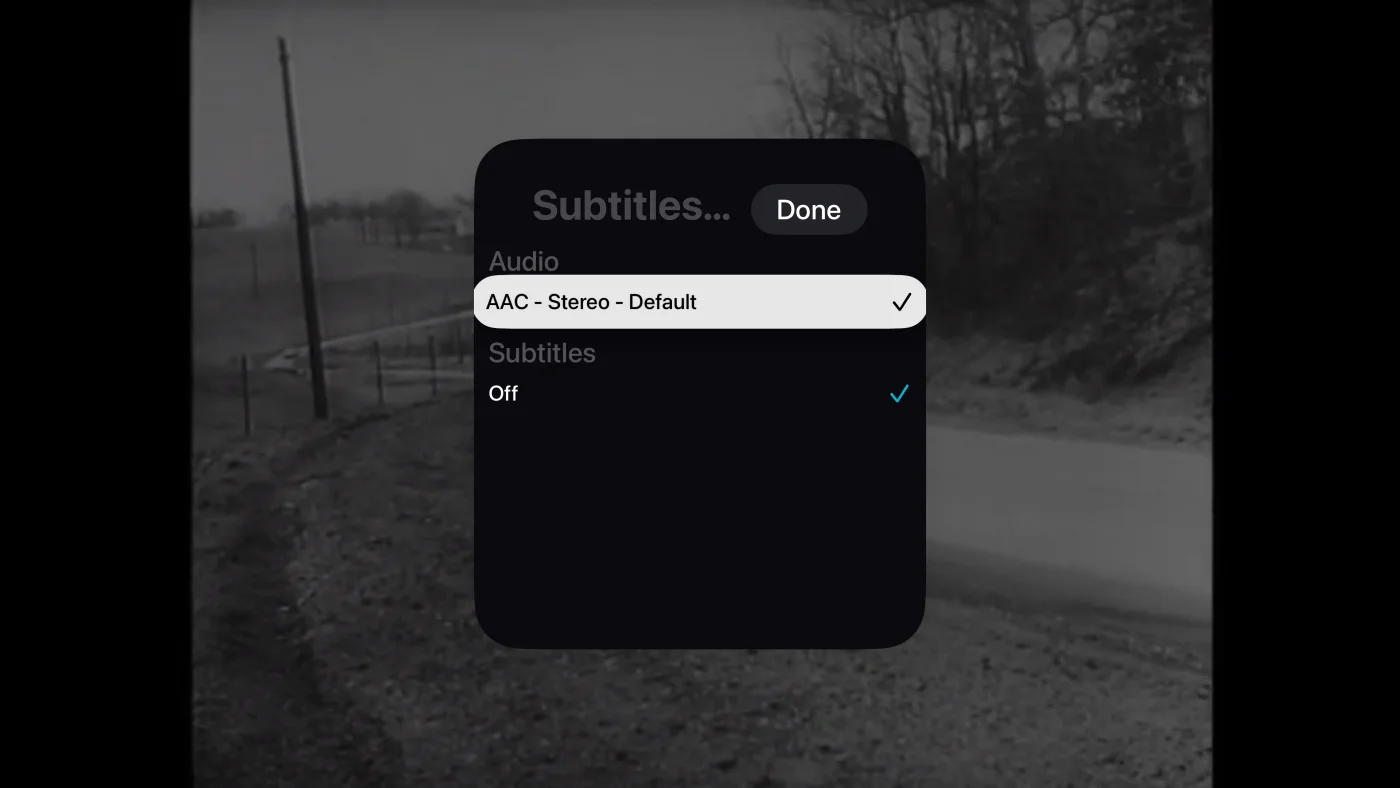 Subtitles...
Done
Audio
AAC - Stereo - Default
Subtitles
Off